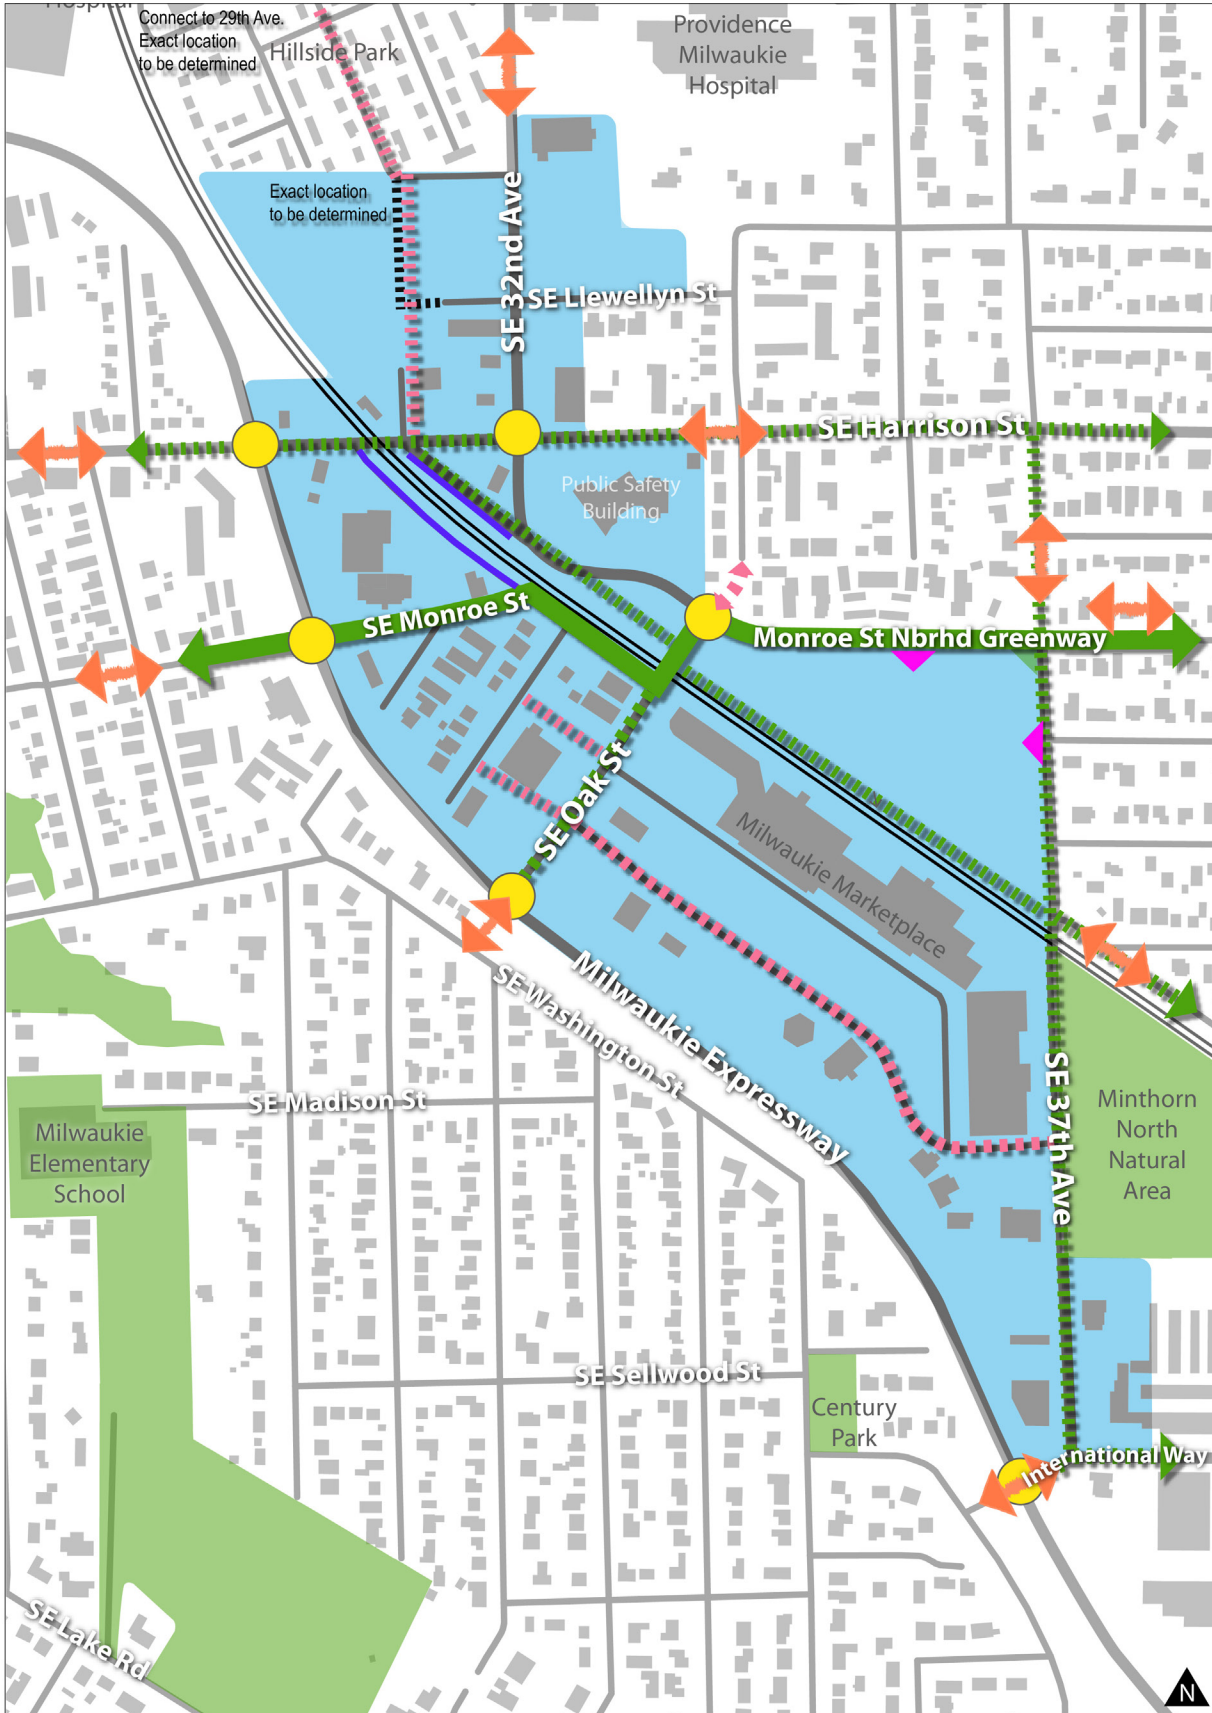 Hospital
Connect to 29th Ave.
Exact location
to be determined
Hillside Park
Providence
Milwaukie
Hospital
Exact location
to be determined
SE 32nd Ave
SE Llewellyn St
SE Harrison St
Public Safety
Building
SE Monroe St
Monroe St Nbrhd Greenway
SE Oak St
Milwaukie Marketplace
Milwaukie Expressway
SE Washington St
SE 37th Ave
SE Madison St
Milwaukie
Elementary
School
Minthorn
North
Natural
Area
SE Sellwood St
Century
Park
International Way
SE Lake Rd
N